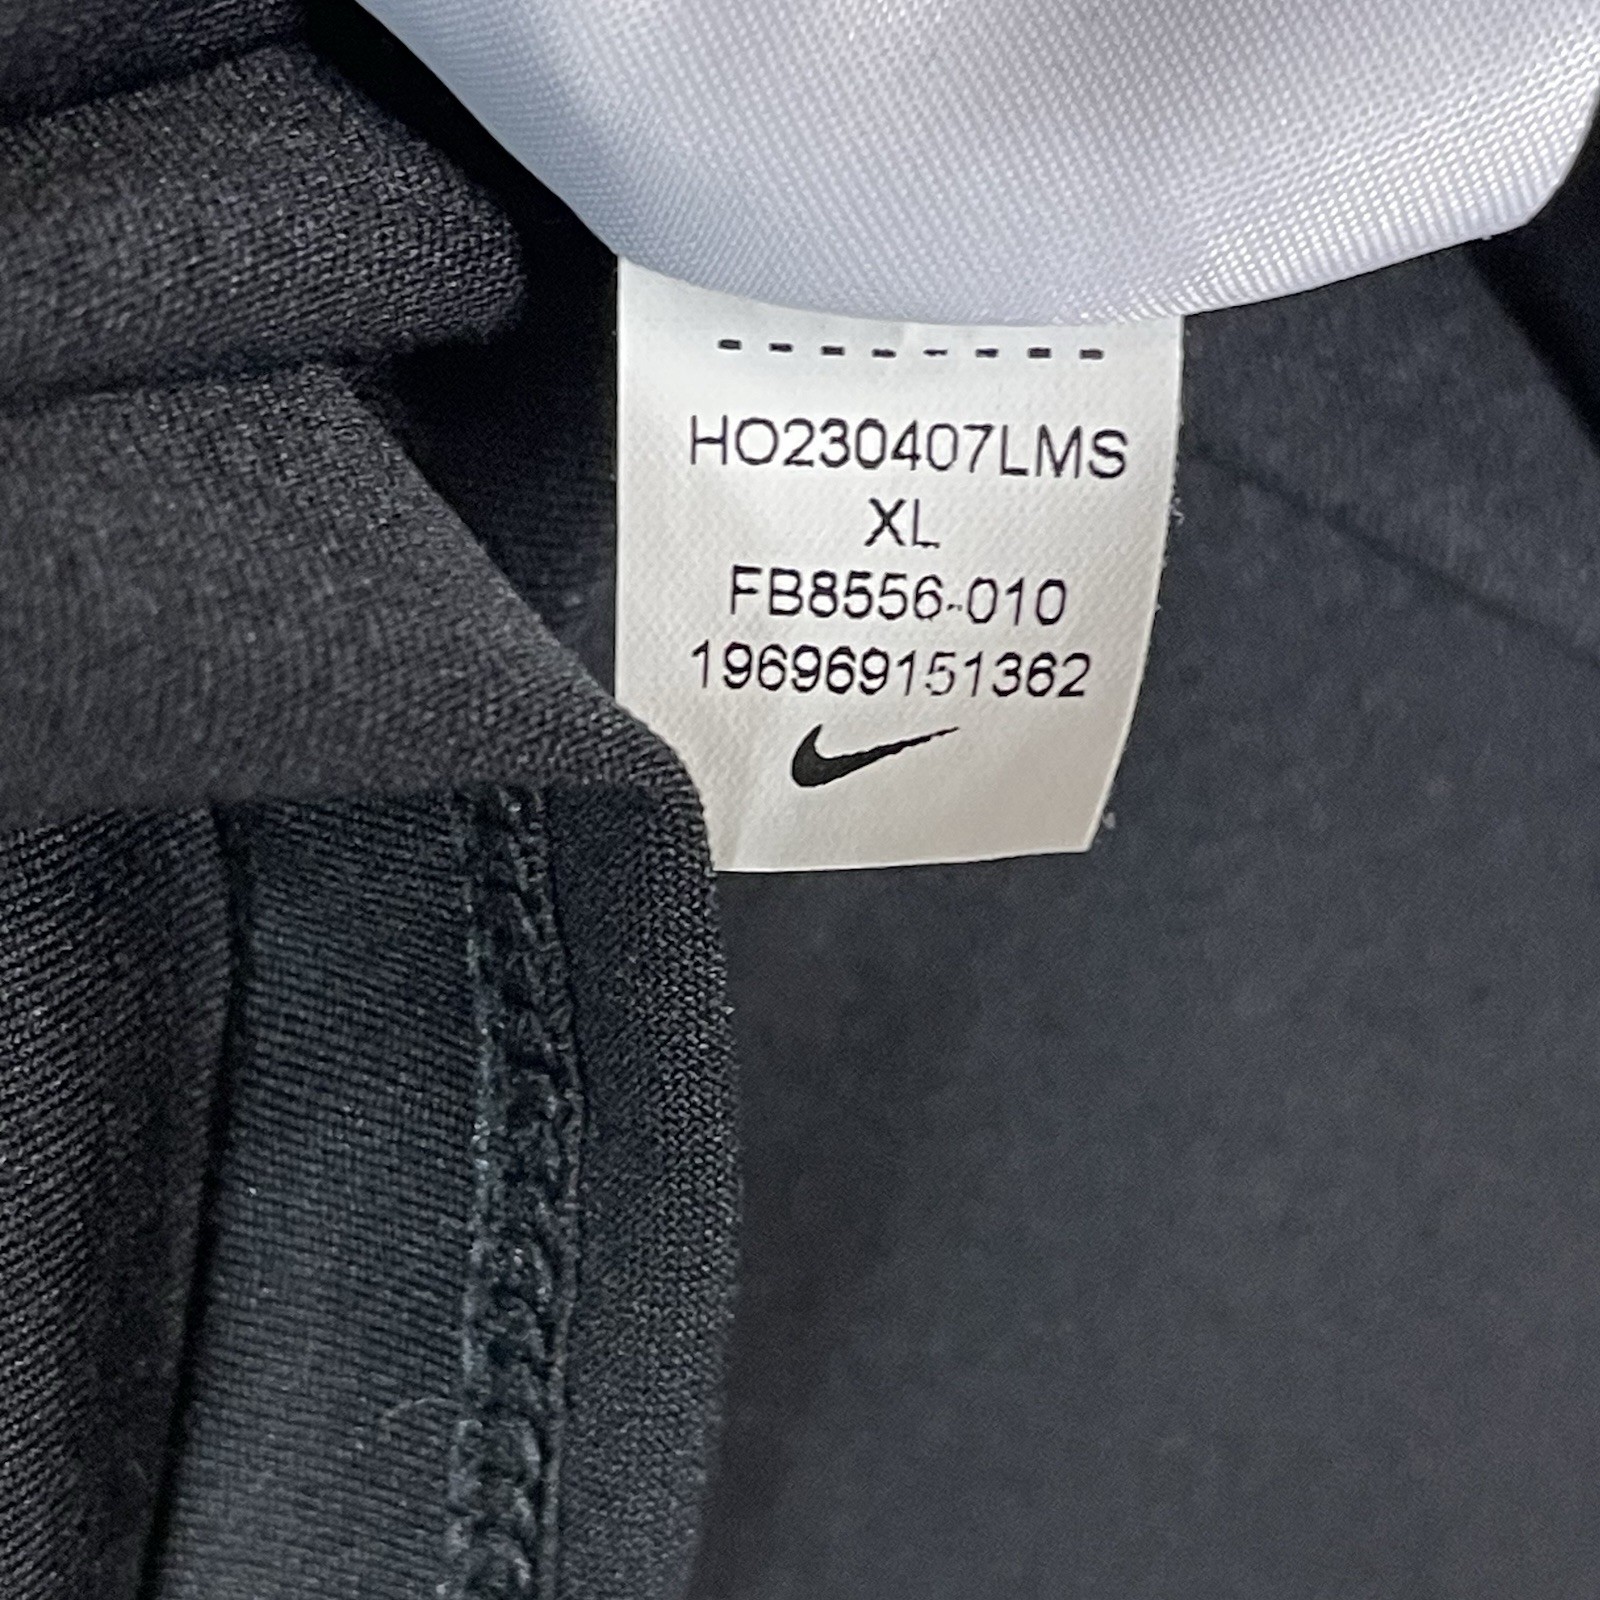 --------
HO230407LMS
XL
FB8556-010
196969151362